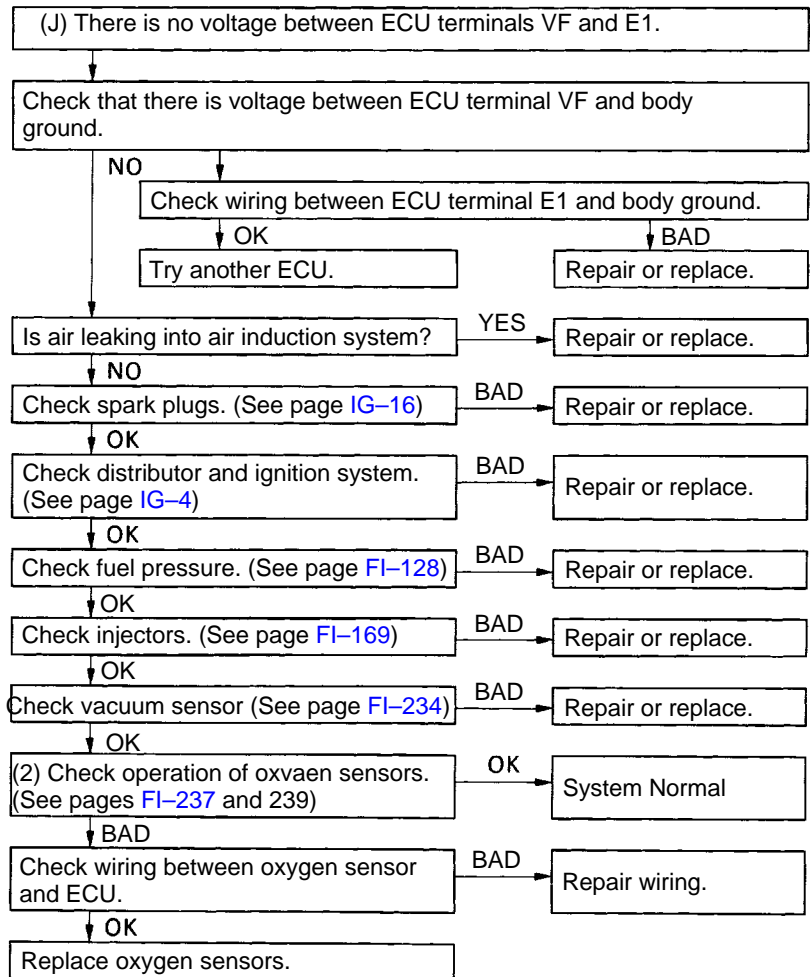 (J) There is no voltage between ECU terminals VF and E1.
Check that there is voltage between ECU terminal VF and body
ground.
NO
Check wiring between ECU terminal E1 and body ground.
OK
BAD
Try another ECU.
Repair or replace.
Is air leaking into air induction system?
YES
Repair or replace.
NO
Check spark plugs. (See page IG–16)
BAD
Repair or replace.
OK
Check distributor and ignition system.
(See page IG–4)
BAD
Repair or replace.
OK
Check fuel pressure. (See page FI–128)
BAD
Repair or replace.
OK
Check injectors. (See page FI–169)
BAD
Repair or replace.
OK
Check vacuum sensor (See page FI–234)
BAD
Repair or replace.
OK
(2) Check operation of oxvaen sensors.
(See pages FI–237 and 239)
OK
System Normal
BAD
Check wiring between oxygen sensor
and ECU.
BAD
Repair wiring.
OK
Replace oxygen sensors.